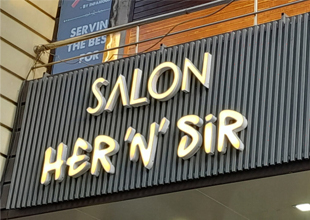 SERVIN
THE BES
FOR
SALON
HER 'N' SiR